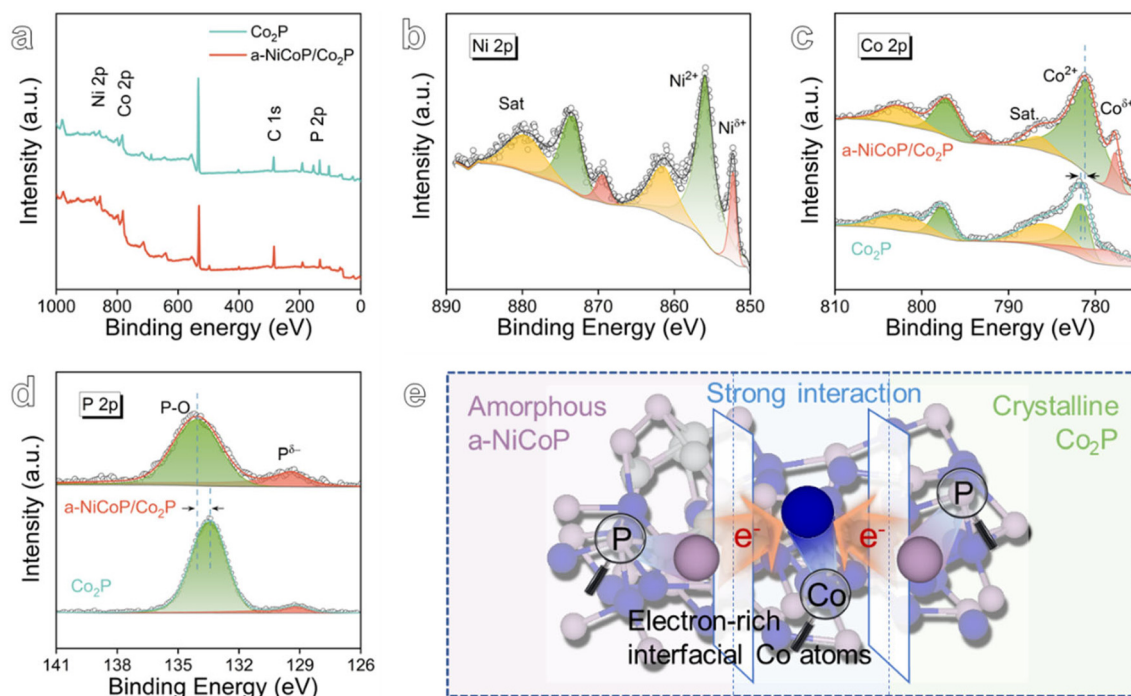 a
Co₂P
a-NiCoP/Co₂P
Ni 2p
Co 2p
C 1s
P 2p
Intensity (a.u.)
1000 800 600 400 200 0
Binding energy (eV)
b
Ni 2p
Sat
Ni²⁺
Niᵟ⁺
Intensity (a.u.)
890 880 870 860 850
Binding Energy (eV)
c
Co 2p
Co²⁺
Sat.
Coᵟ⁺
a-NiCoP/Co₂P
Co₂P
Intensity (a.u.)
810 800 790 780
Binding Energy (eV)
d
P 2p
P-O
Pᵟ⁻
a-NiCoP/Co₂P
Co₂P
Intensity (a.u.)
141 138 135 132 129 126
Binding Energy (eV)
e
Amorphous
a-NiCoP
Strong interaction
Crystalline
Co₂P
P
e⁻
e⁻
P
Co
Electron-rich
interfacial Co atoms